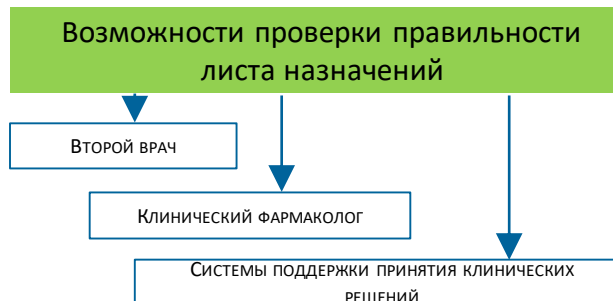 Возможности проверки правильности
листа назначений
Второй врач
Клинический фармаколог
Системы поддержки принятия клинических
решений